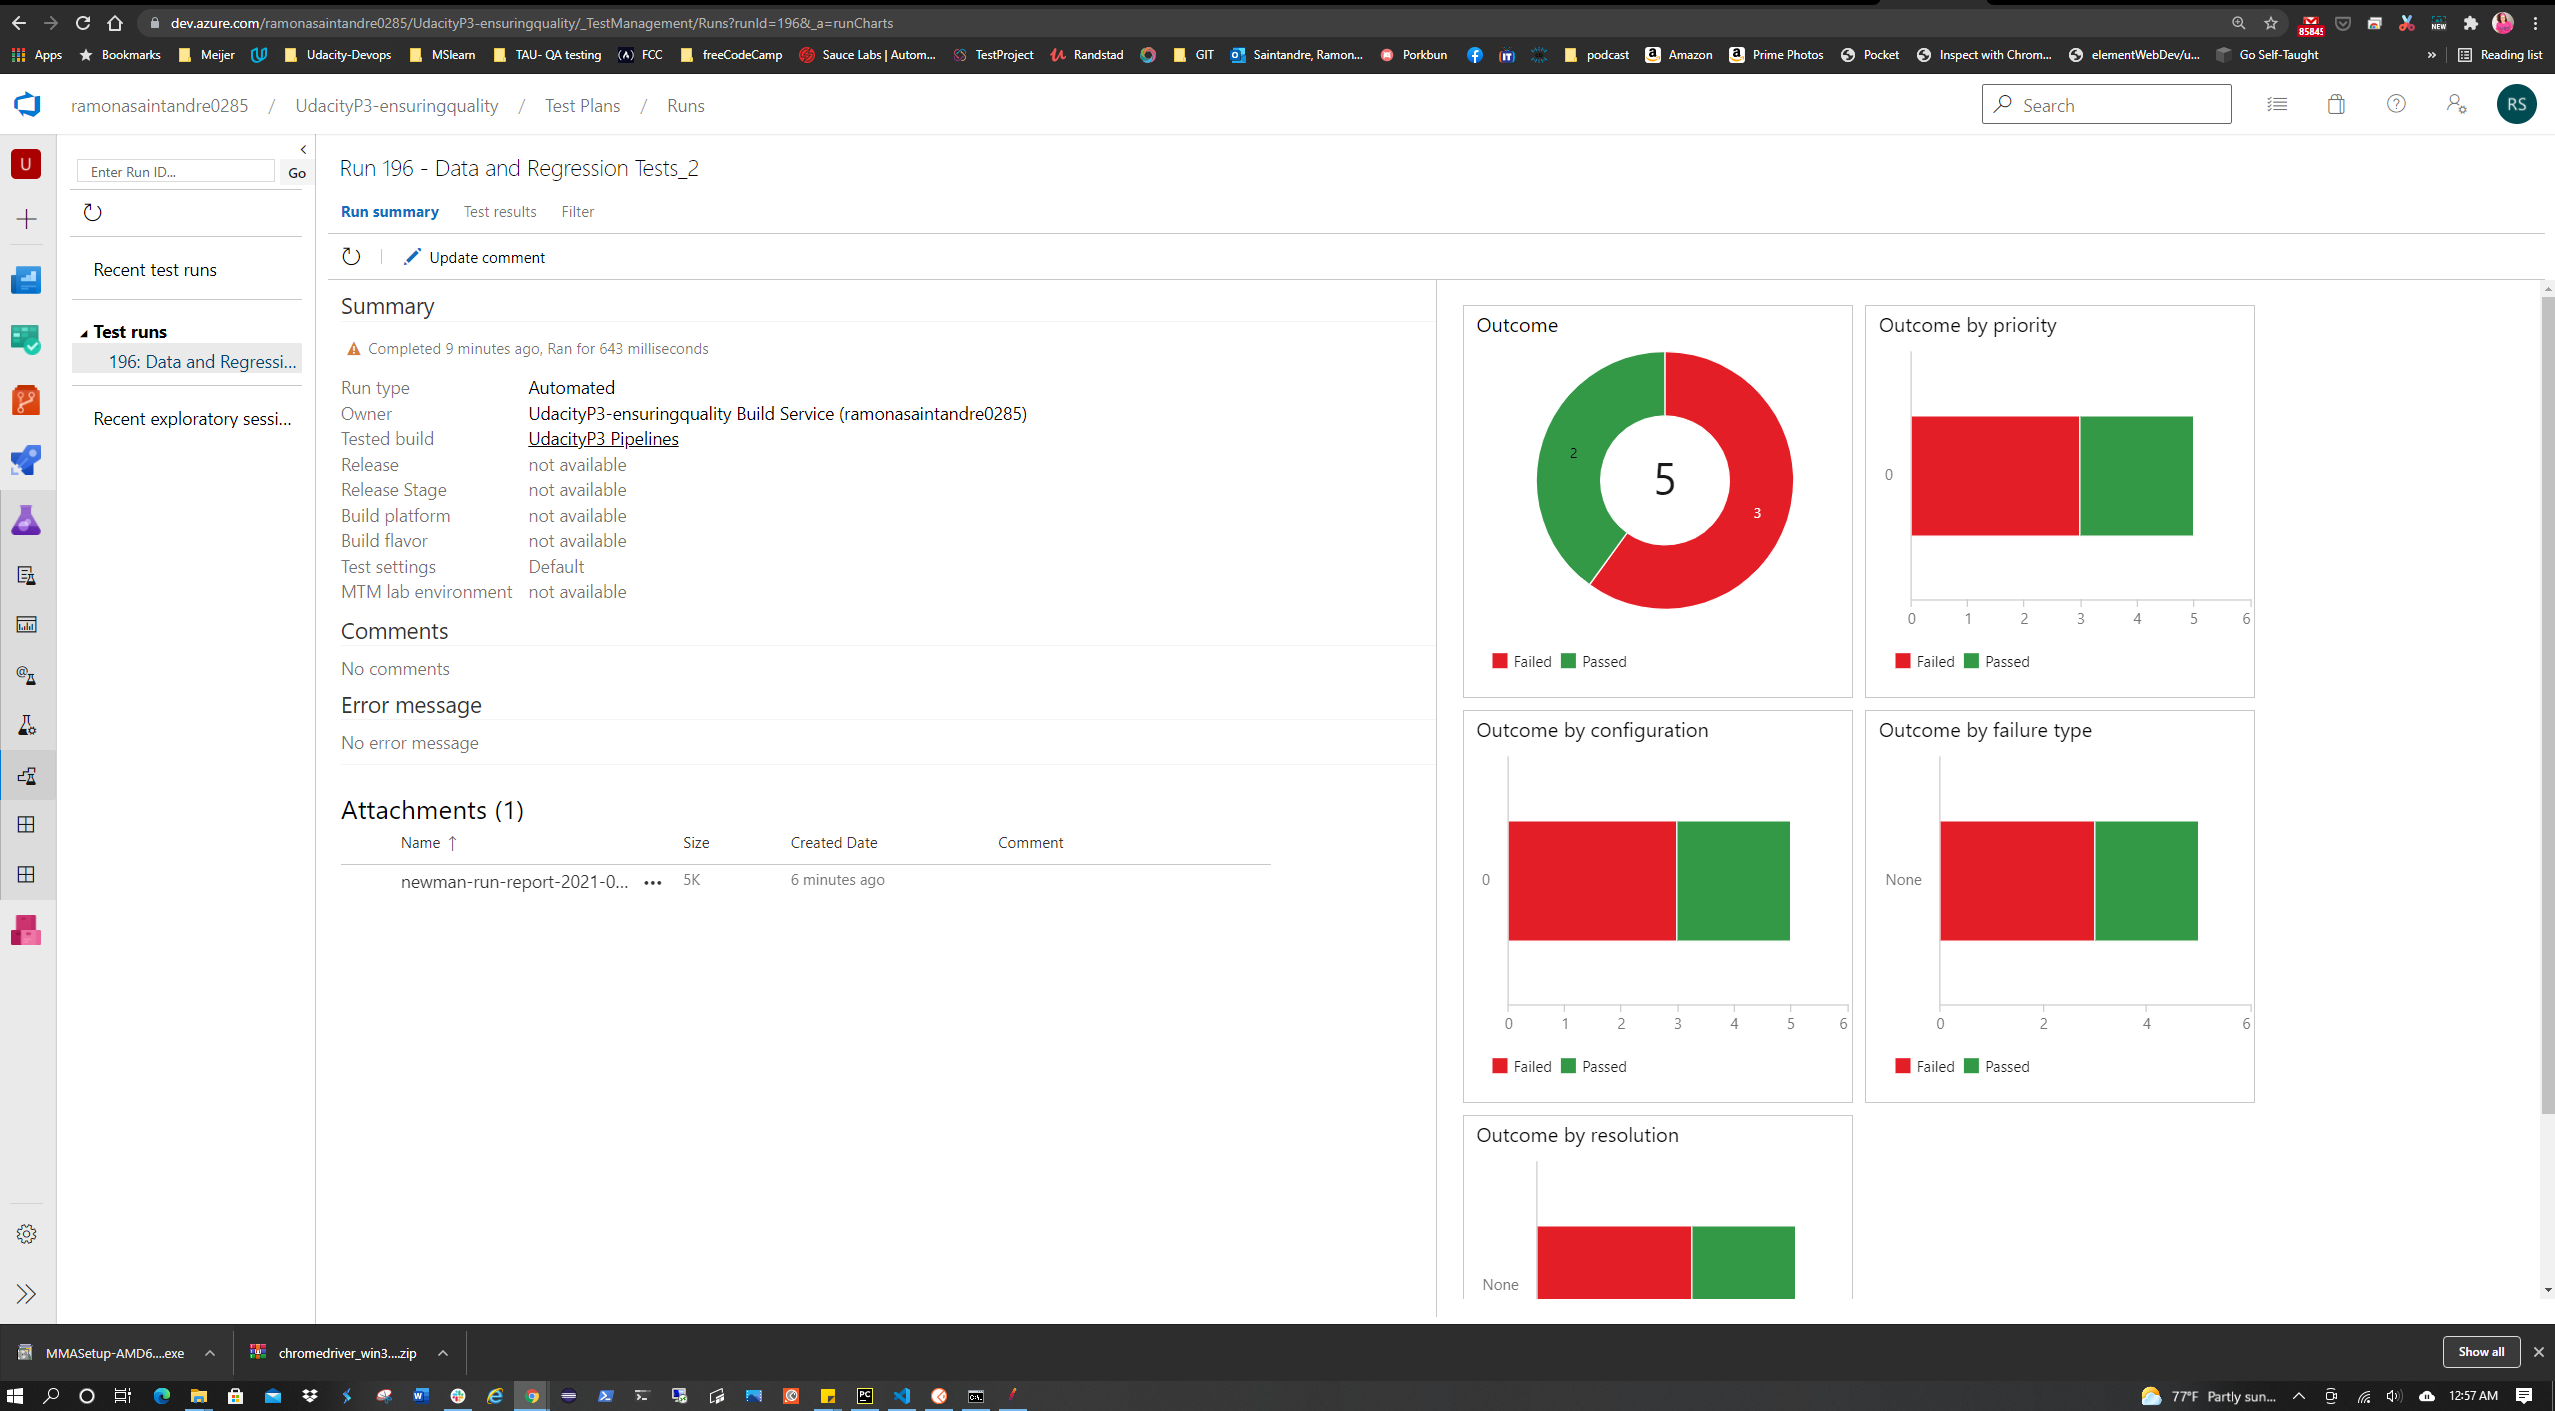 dev.azure.com/ramonasaintandre0285/UdacityP3-ensuringquality/_TestManagement/Runs?runId=196&_a=runCharts
85845
NEW
Apps Bookmarks Meijer Udacity-Devops MSlearn TAU- QA testing FCC freeCodeCamp Sauce Labs | Autom... TestProject Randstad GIT Saintandre, Ramon... Porkbun podcast Amazon Prime Photos Pocket Inspect with Chrom... elementWebDev/u... Go Self-Taught » Reading list
ramonasaintandre0285 / UdacityP3-ensuringquality / Test Plans / Runs
Search
RS
U
Enter Run ID...
Go
Recent test runs
Test runs
196: Data and Regressi...
Recent exploratory sessi...
Run 196 - Data and Regression Tests_2
Run summary Test results Filter
Update comment
Summary
Completed 9 minutes ago, Ran for 643 milliseconds
Run type Automated
Owner UdacityP3-ensuringquality Build Service (ramonasaintandre0285)
Tested build UdacityP3 Pipelines
Release not available
Release Stage not available
Build platform not available
Build flavor not available
Test settings Default
MTM lab environment not available
Comments
No comments
Error message
No error message
Attachments (1)
Name ↑ Size Created Date Comment
newman-run-report-2021-0... ••• 5K 6 minutes ago
Outcome
2
5
3
Failed Passed
Outcome by priority
0
0 1 2 3 4 5 6
Failed Passed
Outcome by configuration
0
0 1 2 3 4 5 6
Failed Passed
Outcome by failure type
None
0 2 4 6
Failed Passed
Outcome by resolution
None
MMASetup-AMD6....exe
chromedriver_win3....zip
Show all
77°F Partly sun...
12:57 AM